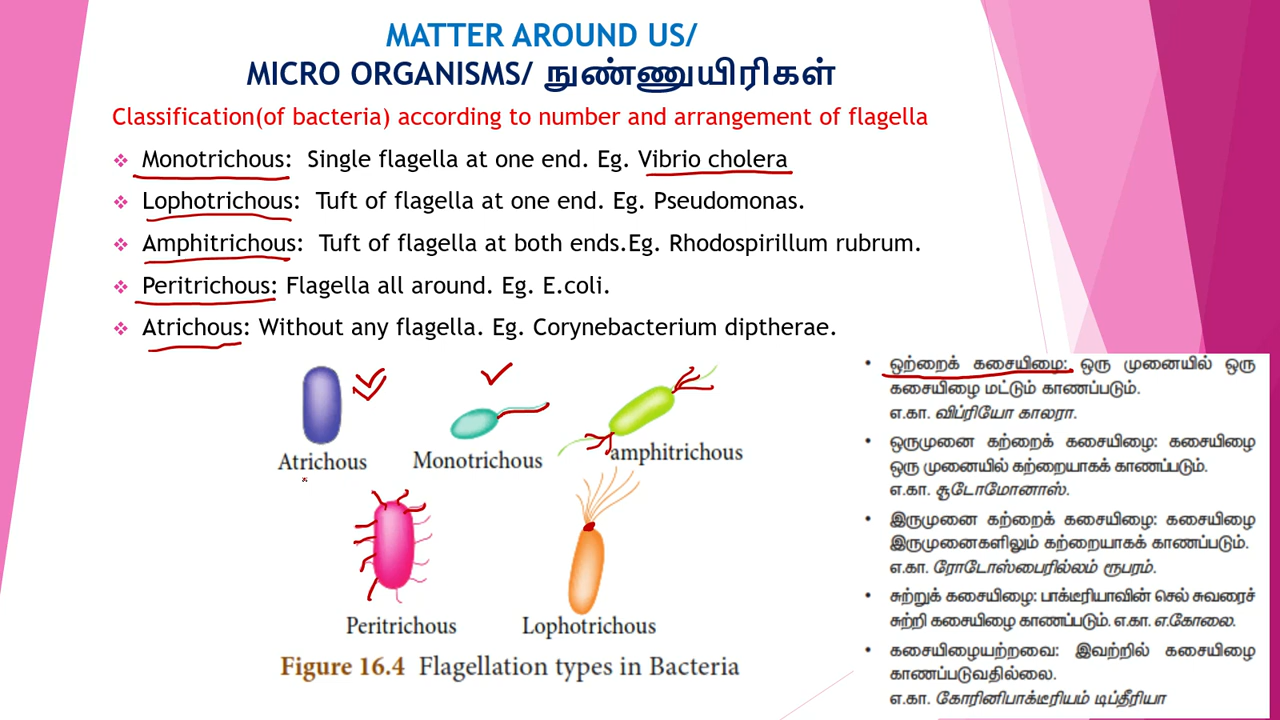 MATTER AROUND US/
MICRO ORGANISMS/ நுண்ணுயிரிகள்
Classification(of bacteria) according to number and arrangement of flagella
❖ Monotrichous: Single flagella at one end. Eg. Vibrio cholera
❖ Lophotrichous: Tuft of flagella at one end. Eg. Pseudomonas.
❖ Amphitrichous: Tuft of flagella at both ends.Eg. Rhodospirillum rubrum.
❖ Peritrichous: Flagella all around. Eg. E.coli.
❖ Atrichous: Without any flagella. Eg. Corynebacterium diptherae.
Atrichous
Monotrichous
amphitrichous
Peritrichous
Lophotrichous
Figure 16.4 Flagellation types in Bacteria
• ஒற்றைக் கசையிழை: ஒரு முனையில் ஒரு
கசையிழை மட்டும் காணப்படும்.
எ.கா. விப்ரியோ காலரா.
• ஒருமுனை கற்றைக் கசையிழை: கசையிழை
ஒரு முனையில் கற்றையாகக் காணப்படும்.
எ.கா. சூடோமோனாஸ்.
• இருமுனை கற்றைக் கசையிழை: கசையிழை
இருமுனைகளிலும் கற்றையாகக் காணப்படும்.
எ.கா. ரோடோஸ்பைரில்லம் ரூபரம்.
• சுற்றுக் கசையிழை: பாக்டீரியாவின் செல் சுவரைச்
சுற்றி கசையிழை காணப்படும். எ.கா. எ.கோலை.
• கசையிழையற்றவை: இவற்றில் கசையிழை
காணப்படுவதில்லை.
எ.கா. கோரினிபாக்டீரியம் டிப்தீரியா